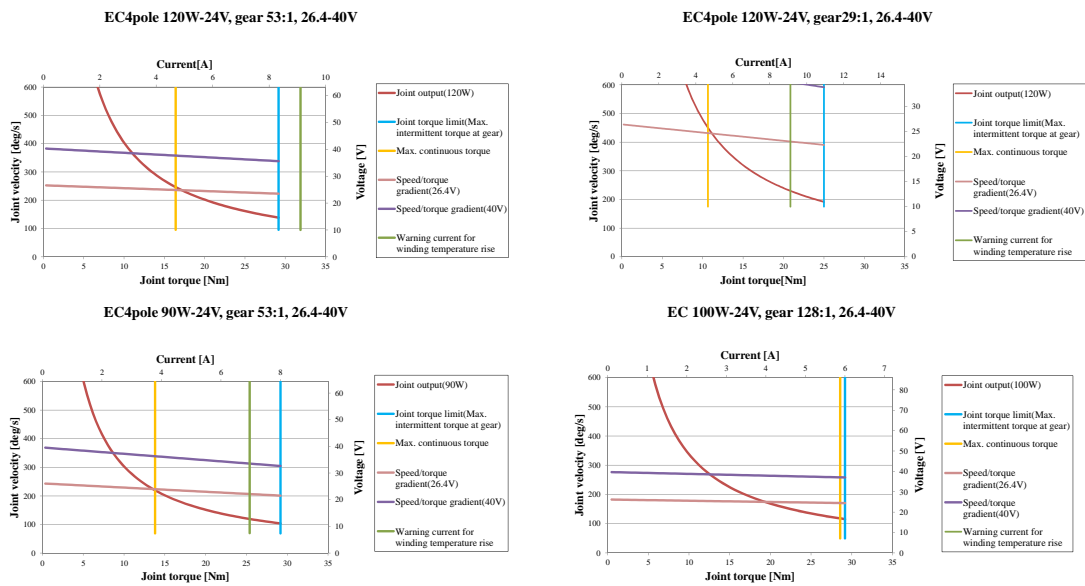 EC4pole 120W-24V, gear 53:1, 26.4-40V
Current[A]
0 2 4 6 8 10
600
500
400
300
200
100
0
Joint velocity [deg/s]
60
50
40
30
20
10
0
Voltage [V]
0 5 10 15 20 25 30 35
Joint torque [Nm]
Joint output(120W)
Joint torque limit(Max.
intermittent torque at gear)
Max. continuous torque
Speed/torque
gradient(26.4V)
Speed/torque gradient(40V)
Warning current for
winding temperature rise
EC4pole 120W-24V, gear29:1, 26.4-40V
Current[A]
0 2 4 6 8 10 12 14
600
500
400
300
200
100
0
Joint velocity [deg/s]
30
25
20
15
10
5
0
Voltage [V]
0 5 10 15 20 25 30 35
Joint torque[Nm]
Joint output(120W)
Joint torque limit(Max.
intermittent torque at gear)
Max. continuous torque
Speed/torque
gradient(26.4V)
Speed/torque gradient(40V)
Warning current for
winding temperature rise
EC4pole 90W-24V, gear 53:1, 26.4-40V
Current [A]
0 2 4 6 8
600
500
400
300
200
100
0
Joint velocity [deg/s]
60
50
40
30
20
10
0
Voltage [V]
0 5 10 15 20 25 30 35
Joint torque [Nm]
Joint output(90W)
Joint torque limit(Max.
intermittent torque at gear)
Max. continuous torque
Speed/torque
gradient(26.4V)
Speed/torque gradient(40V)
Warning current for
winding temperature rise
EC 100W-24V, gear 128:1, 26.4-40V
Current [A]
0 1 2 3 4 5 6 7
600
500
400
300
200
100
0
Joint velocity [deg/s]
80
70
60
50
40
30
20
10
0
Voltage [V]
0 5 10 15 20 25 30 35
Joint torque [Nm]
Joint output(100W)
Joint torque limit(Max.
intermittent torque at gear)
Max. continuous torque
Speed/torque
gradient(26.4V)
Speed/torque
gradient(40V)
Warning current for
winding temperature rise